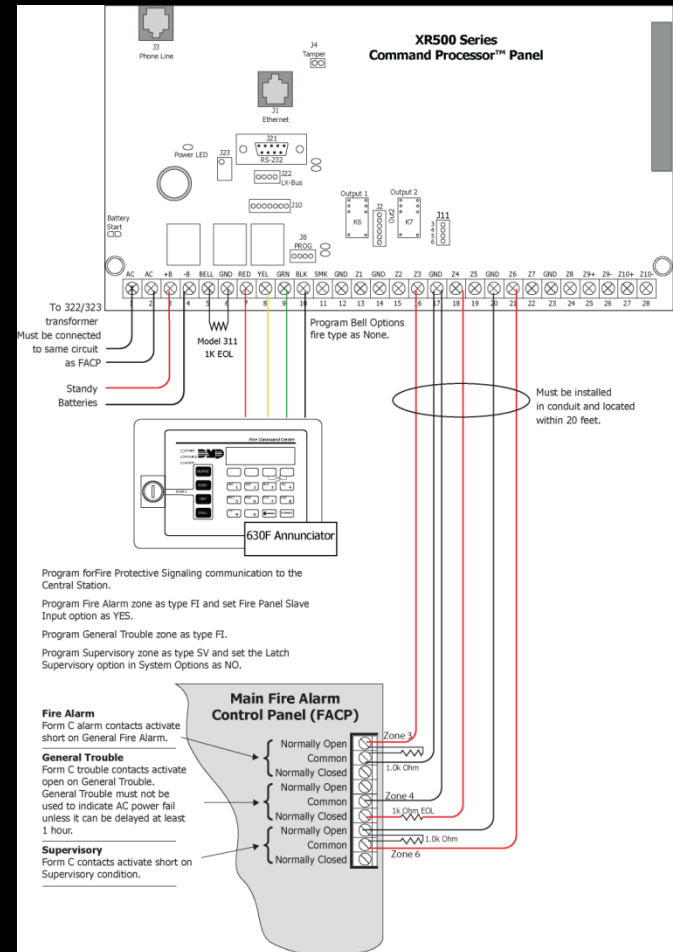 XR500 Series
Command Processor™ Panel
J3
Phone Line
J4
Tamper
J1
Ethernet
J21
RS-232
Power LED
J23
J22
LX-Bus
J10
Output 1
Output 2
K6
J2
Out2
K7
J11
3
4
5
6
Battery
Start
J8
PROG
AC AC +B -B BELL GND RED YEL GRN BLK SMK GND Z1 GND Z2 Z3 GND Z4 Z5 GND Z6 Z7 GND Z8 Z9+ Z9- Z10+ Z10-
1 2 3 4 5 6 7 8 9 10 11 12 13 14 15 16 17 18 19 20 21 22 23 24 25 26 27 28
To 322/323
transformer
Must be connected
to same circuit
as FACP
Standy
Batteries
Model 311
1K EOL
Program Bell Options
fire type as None.
Must be installed
in conduit and located
within 20 feet.
Fire Command Center
DMP
630F Annunciator
Program forFire Protective Signaling communication to the
Central Station.
Program Fire Alarm zone as type FI and set Fire Panel Slave
Input option as YES.
Program General Trouble zone as type FI.
Program Supervisory zone as type SV and set the Latch
Supervisory option in System Options as NO.
Main Fire Alarm
Control Panel (FACP)
Fire Alarm
Form C alarm contacts activate
short on General Fire Alarm.
General Trouble
Form C trouble contacts activate
open on General Trouble.
General Trouble must not be
used to indicate AC power fail
unless it can be delayed at least
1 hour.
Supervisory
Form C contacts activate short on
Supervisory condition.
Normally Open
Common
Normally Closed
Normally Open
Common
Normally Closed
Normally Open
Common
Normally Closed
Zone 3
1.0k Ohm
Zone 4
1k Ohm EOL
1.0k Ohm
Zone 6